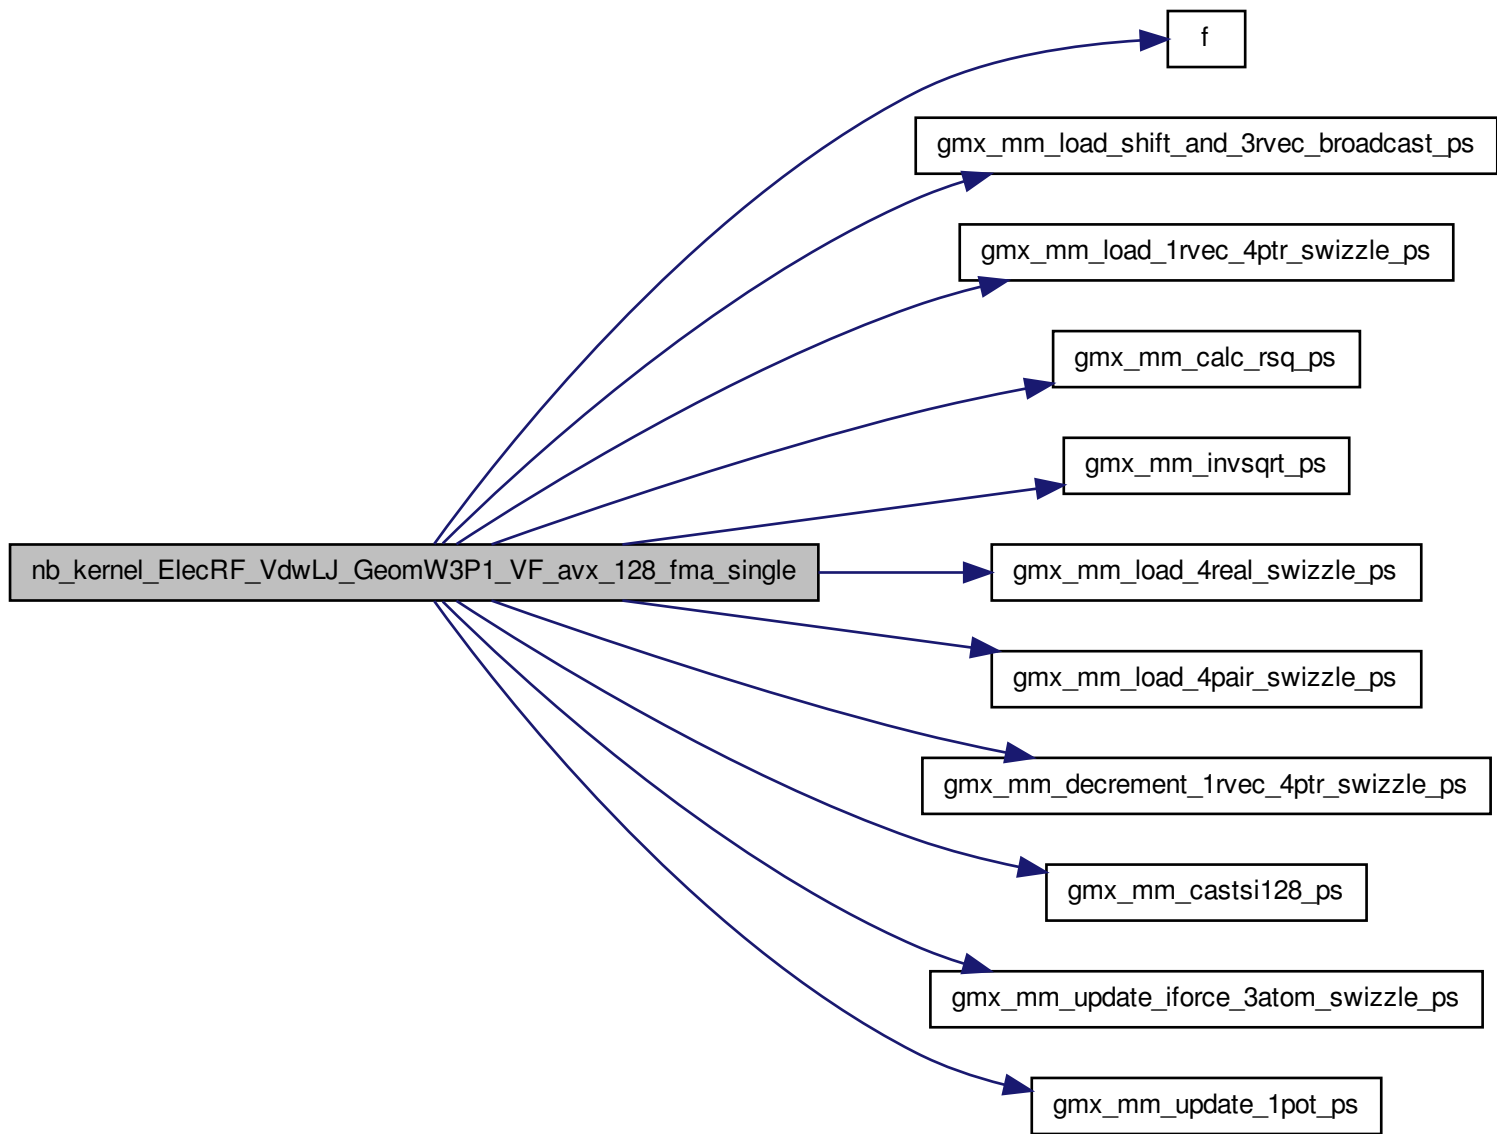 f
gmx_mm_load_shift_and_3rvec_broadcast_ps
gmx_mm_load_1rvec_4ptr_swizzle_ps
gmx_mm_calc_rsq_ps
gmx_mm_invsqrt_ps
nb_kernel_ElecRF_VdwLJ_GeomW3P1_VF_avx_128_fma_single
gmx_mm_load_4real_swizzle_ps
gmx_mm_load_4pair_swizzle_ps
gmx_mm_decrement_1rvec_4ptr_swizzle_ps
gmx_mm_castsi128_ps
gmx_mm_update_iforce_3atom_swizzle_ps
gmx_mm_update_1pot_ps